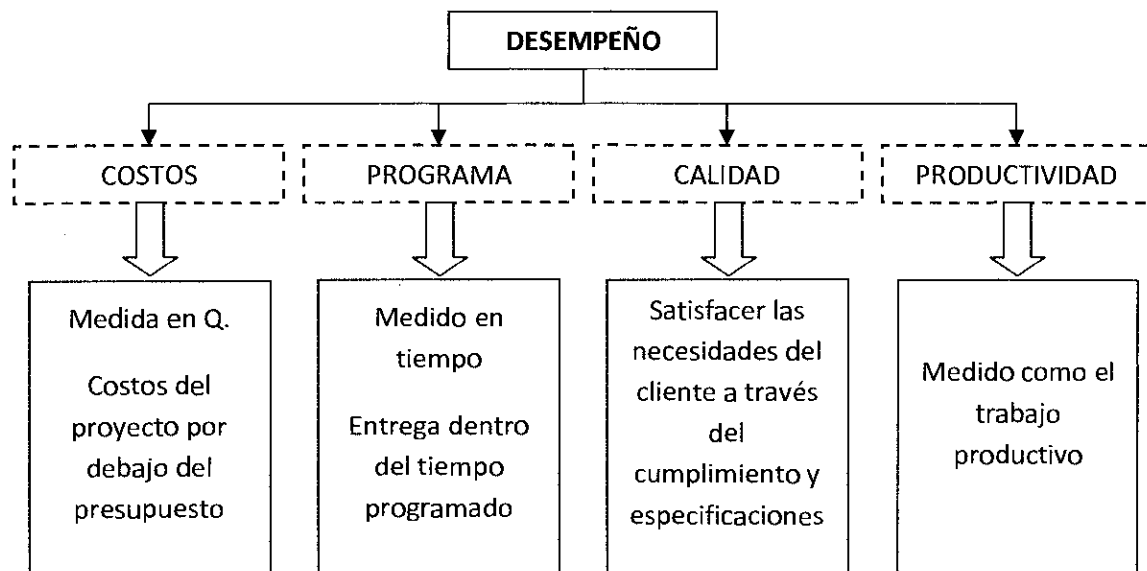 DESEMPEÑO
COSTOS
PROGRAMA
CALIDAD
PRODUCTIVIDAD
Medida en Q.
Costos del
proyecto por
debajo del
presupuesto
Medido en
tiempo
Entrega dentro
del tiempo
programado
Satisfacer las
necesidades del
cliente a través
del
cumplimiento y
especificaciones
Medido como el
trabajo
productivo